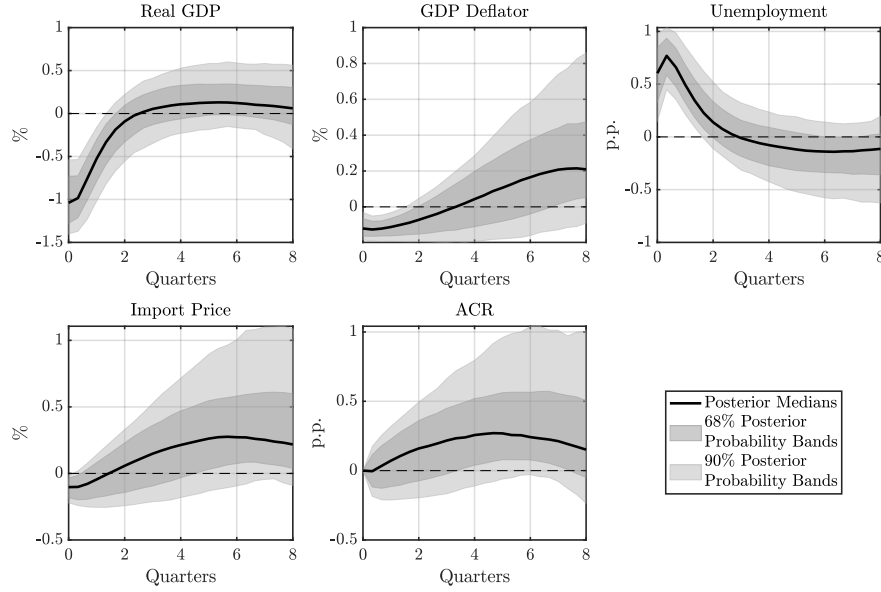 Real GDP
1
0.5
0
-0.5
-1
-1.5
%
0 2 4 6 8
Quarters
GDP Deflator
1
0.8
0.6
0.4
0.2
0
%
0 2 4 6 8
Quarters
Unemployment
1
0.5
0
-0.5
-1
p.p.
0 2 4 6 8
Quarters
Import Price
1
0.5
0
-0.5
%
0 2 4 6 8
Quarters
ACR
1
0.5
0
-0.5
p.p.
0 2 4 6 8
Quarters
Posterior Medians
68% Posterior
Probability Bands
90% Posterior
Probability Bands